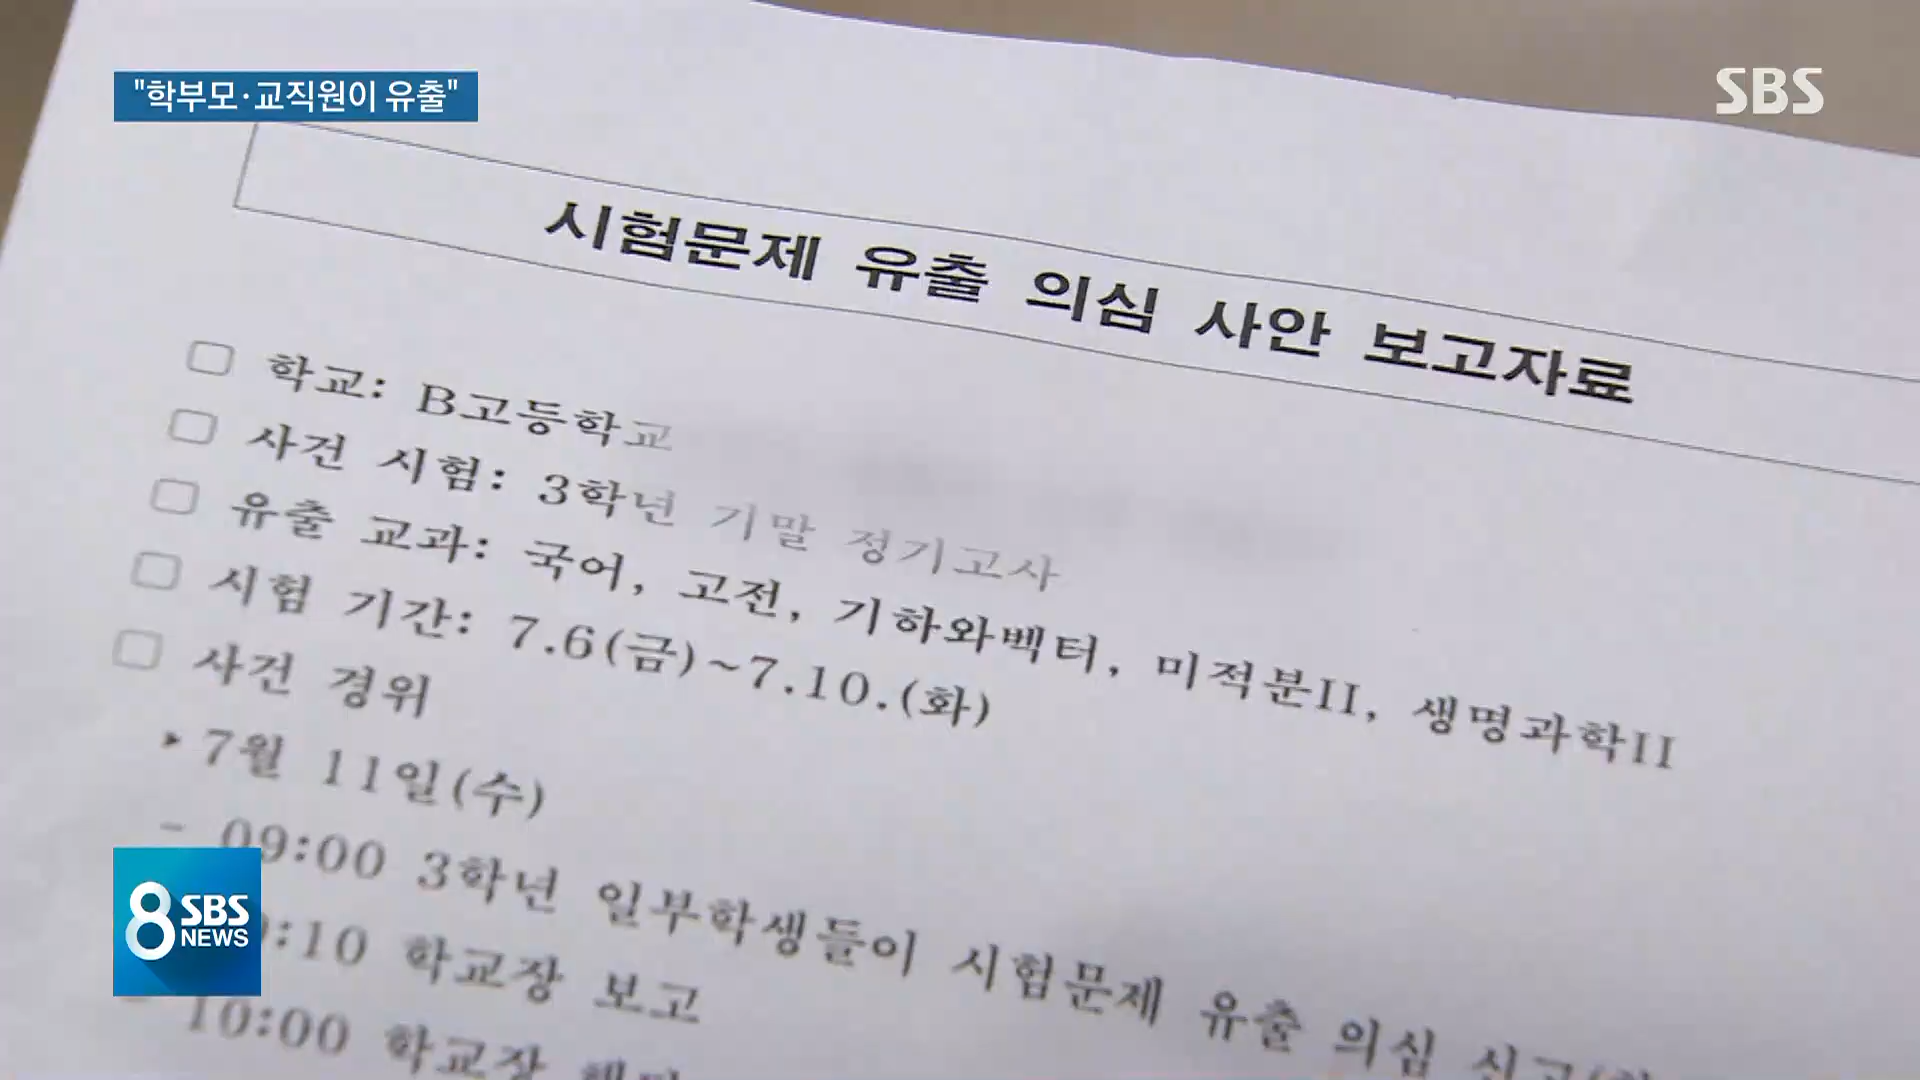 "학부모·교직원이 유출"
SBS
시험문제 유출 의심 사안 보고자료
□ 학교: B고등학교
□ 사건 시험: 3학년 기말 정기고사
□ 유출 교과: 국어, 고전, 기하와벡터, 미적분II, 생명과학II
□ 시험 기간: 7.6(금)~7.10.(화)
□ 사건 경위
▸ 7월 11일(수)
- 09:00 3학년 일부학생들이 시험문제 유출 의심 신고
:10 학교장 보고
10:00 학교장
8 SBS NEWS